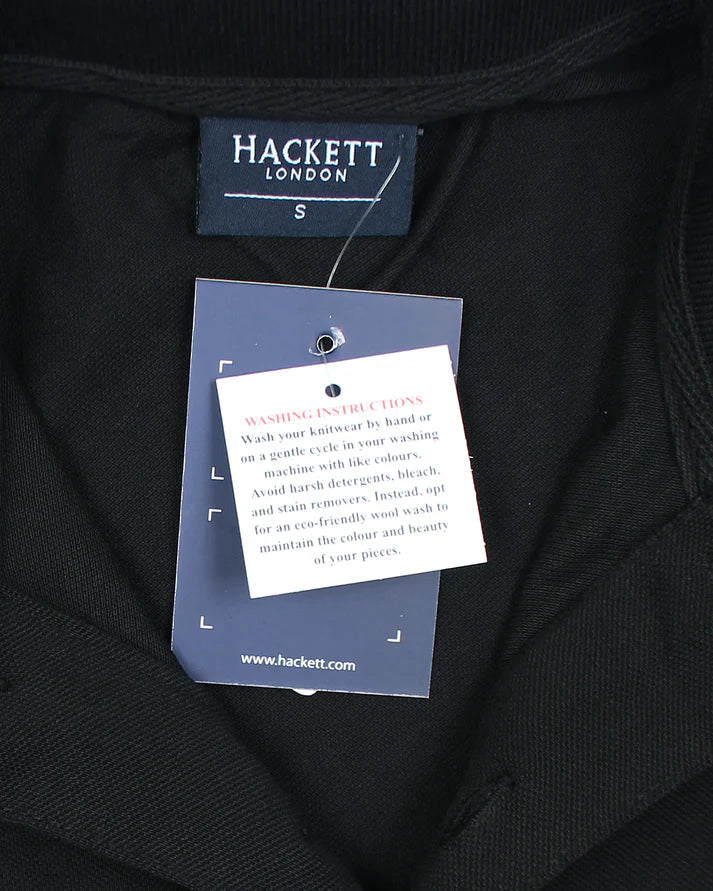 HACKETT
LONDON
S
WASHING INSTRUCTIONS
Wash your knitwear by hand or
on a gentle cycle in your washing
machine with like colours.
Avoid harsh detergents, bleach,
and stain removers. Instead, opt
for an eco-friendly wool wash to
maintain the colour and beauty
of your pieces.
www.hackett.com